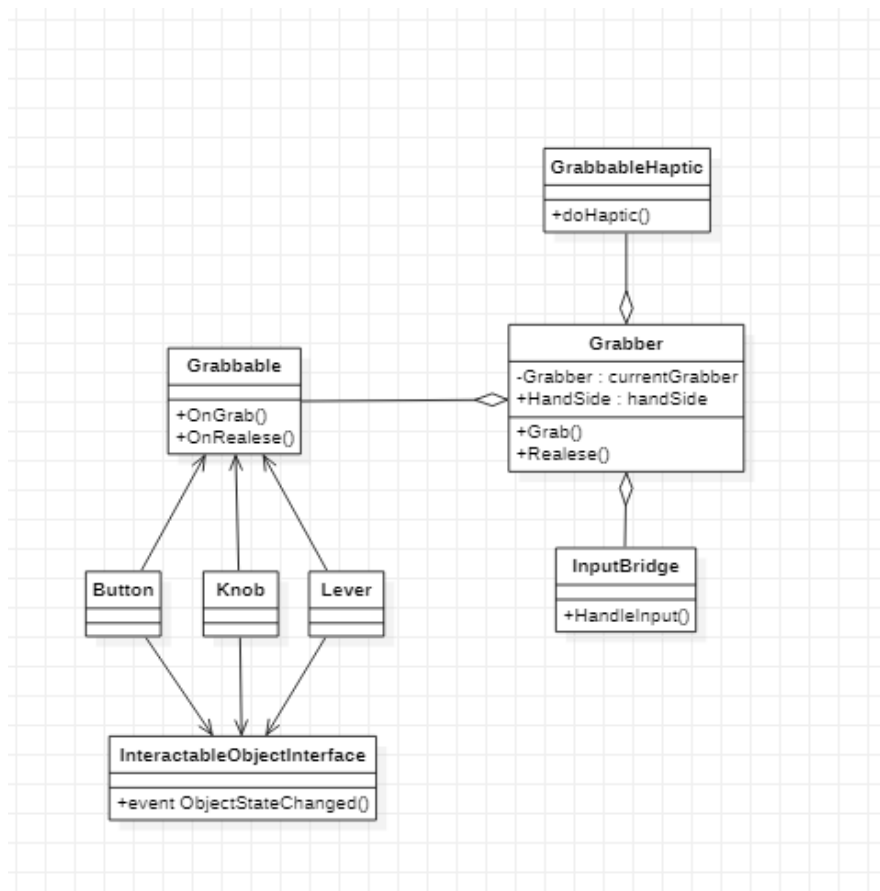 GrabbableHaptic
+doHaptic()
Grabber
-Grabber : currentGrabber
+HandSide : handSide
+Grab()
+Realese()
Grabbable
+OnGrab()
+OnRealese()
InputBridge
+HandleInput()
Button
Knob
Lever
InteractableObjectInterface
+event ObjectStateChanged()